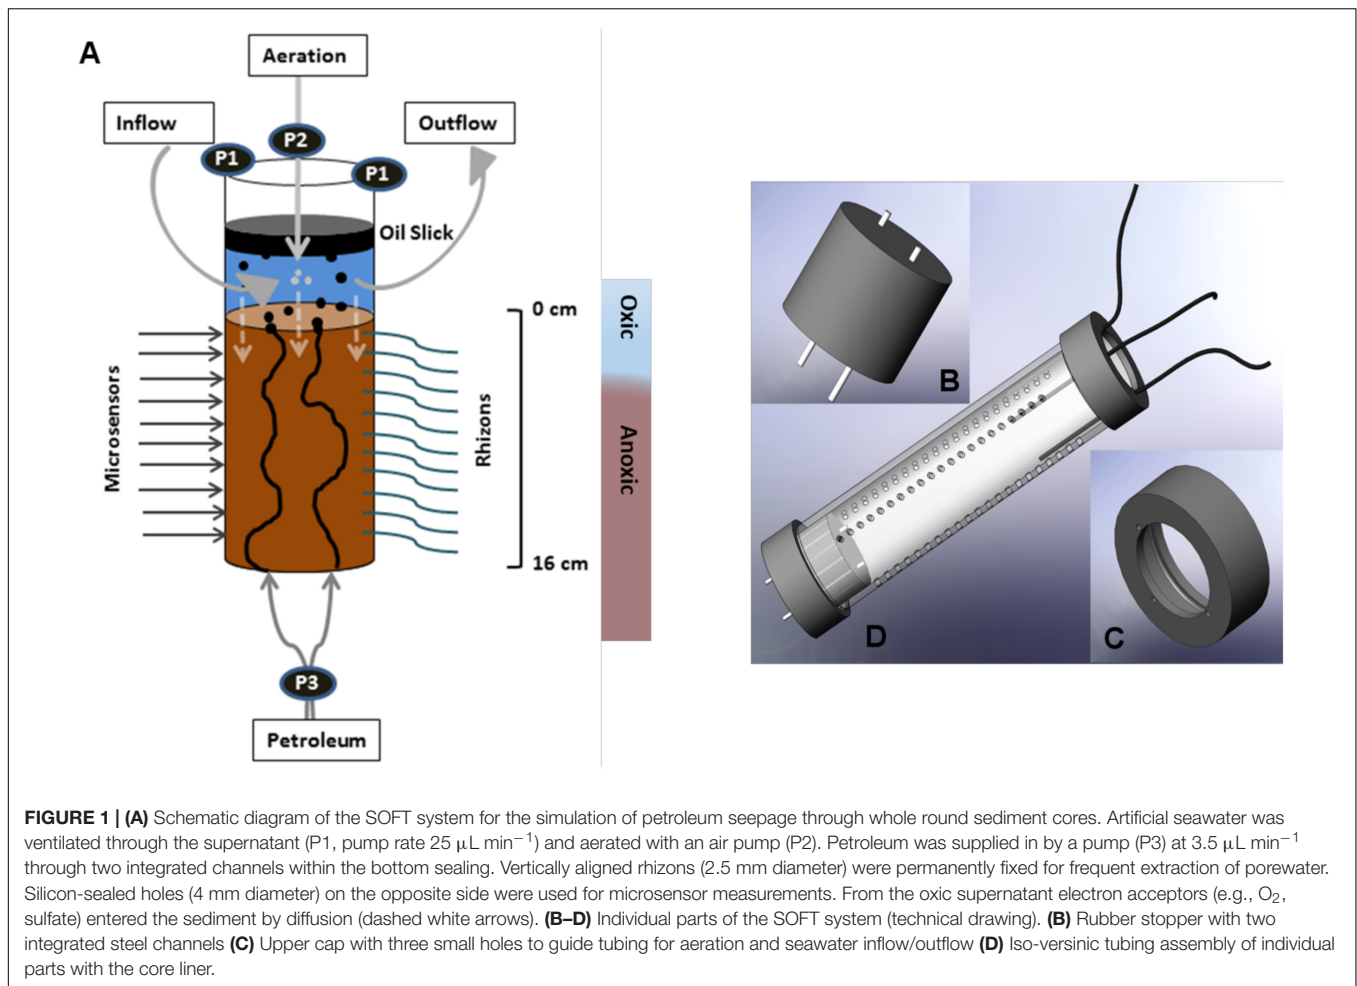 A
Aeration
Inflow
Outflow
P2
P1
P1
Oil Slick
0 cm
Oxic
Microsensors
Rhizons
Anoxic
16 cm
P3
Petroleum
B
D
C
FIGURE 1 | (A) Schematic diagram of the SOFT system for the simulation of petroleum seepage through whole round sediment cores. Artificial seawater was
ventilated through the supernatant (P1, pump rate 25 μL min−1) and aerated with an air pump (P2). Petroleum was supplied in by a pump (P3) at 3.5 μL min−1
through two integrated channels within the bottom sealing. Vertically aligned rhizons (2.5 mm diameter) were permanently fixed for frequent extraction of porewater.
Silicon-sealed holes (4 mm diameter) on the opposite side were used for microsensor measurements. From the oxic supernatant electron acceptors (e.g., O2,
sulfate) entered the sediment by diffusion (dashed white arrows). (B–D) Individual parts of the SOFT system (technical drawing). (B) Rubber stopper with two
integrated steel channels (C) Upper cap with three small holes to guide tubing for aeration and seawater inflow/outflow (D) Iso-versinic tubing assembly of individual
parts with the core liner.